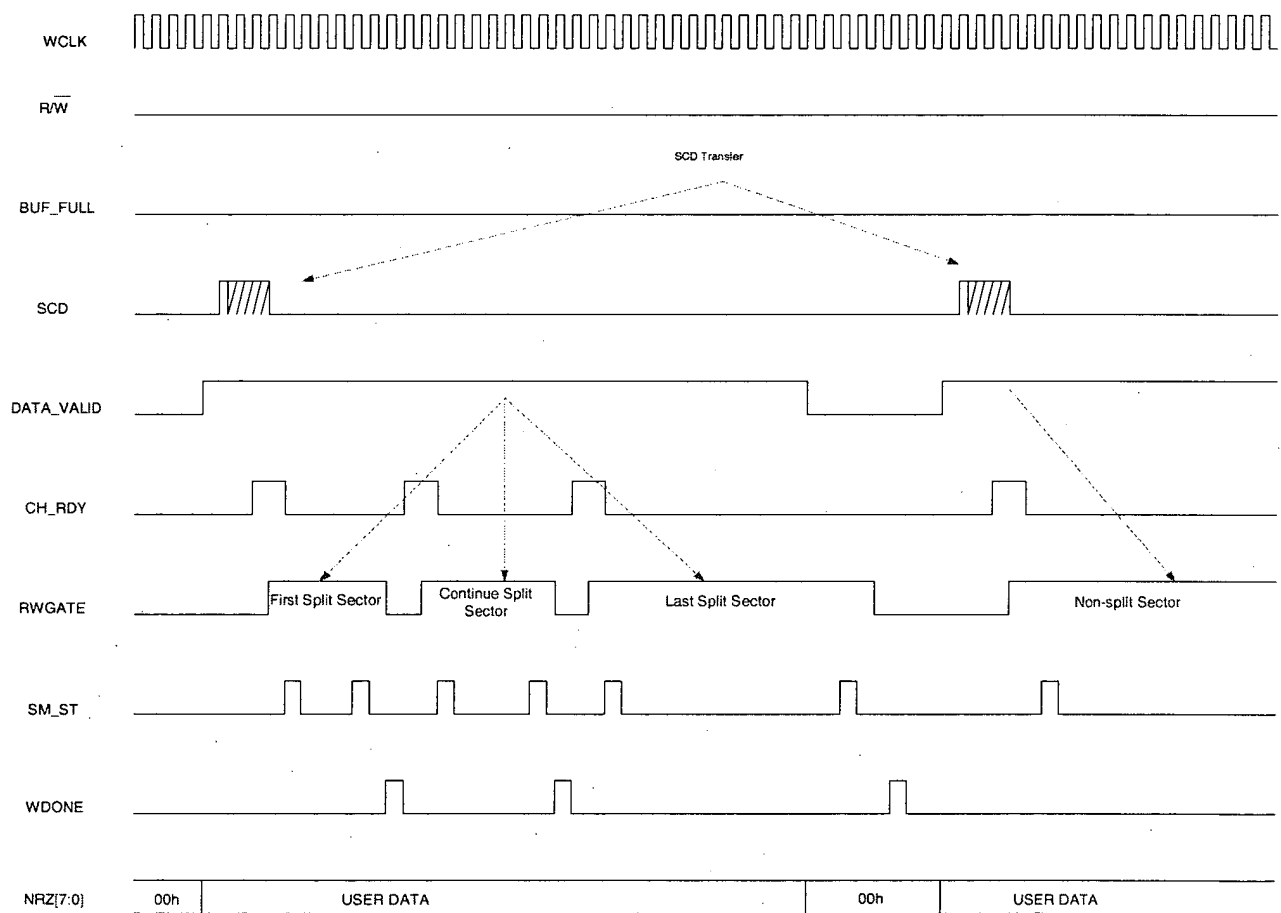 WCLK
R/W
SCD Transfer
BUF_FULL
SCD
DATA_VALID
CH_RDY
RWGATE
First Split Sector
Continue Split
Sector
Last Split Sector
Non-split Sector
SM_ST
WDONE
NRZ[7:0]
00h
USER DATA
00h
USER DATA